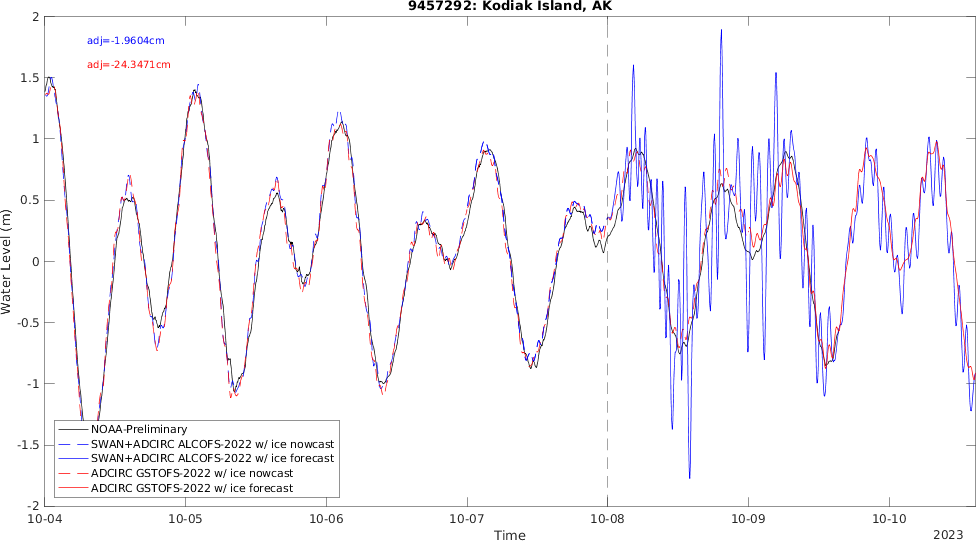 9457292: Kodiak Island, AK
adj=-1.9604cm
adj=-24.3471cm
2
1.5
1
0.5
0
-0.5
-1
-1.5
-2
Water Level (m)
NOAA-Preliminary
SWAN+ADCIRC ALCOFS-2022 w/ ice nowcast
SWAN+ADCIRC ALCOFS-2022 w/ ice forecast
ADCIRC GSTOFS-2022 w/ ice nowcast
ADCIRC GSTOFS-2022 w/ ice forecast
10-04 10-05 10-06 10-07 10-08 10-09 10-10
Time
2023